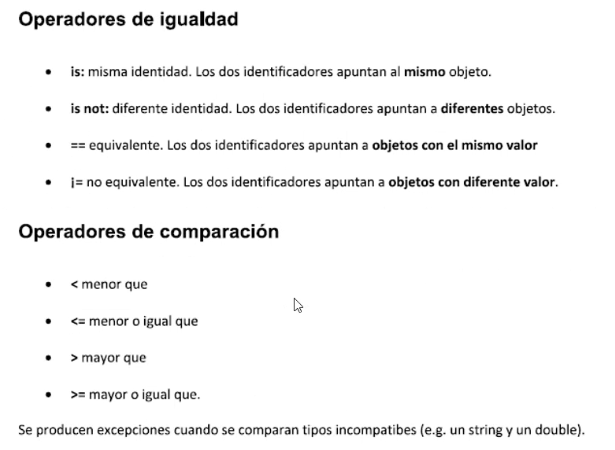 Operadores de igualdad
• is: misma identidad. Los dos identificadores apuntan al mismo objeto.
• is not: diferente identidad. Los dos identificadores apuntan a diferentes objetos.
• == equivalente. Los dos identificadores apuntan a objetos con el mismo valor
• ¡= no equivalente. Los dos identificadores apuntan a objetos con diferente valor.
Operadores de comparación
• < menor que
• <= menor o igual que
• > mayor que
• >= mayor o igual que.
Se producen excepciones cuando se comparan tipos incompatibes (e.g. un string y un double).